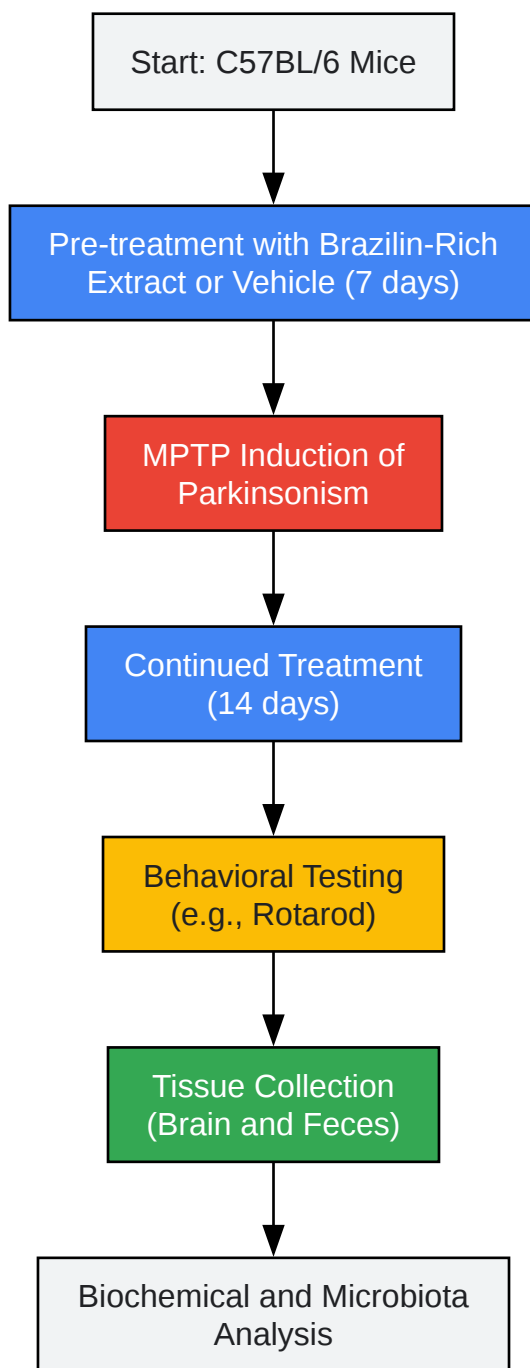 Start: C57BL/6 Mice
Pre-treatment with Brazilin-Rich
Extract or Vehicle (7 days)
MPTP Induction of
Parkinsonism
Continued Treatment
(14 days)
Behavioral Testing
(e.g., Rotarod)
Tissue Collection
(Brain and Feces)
Biochemical and Microbiota
Analysis